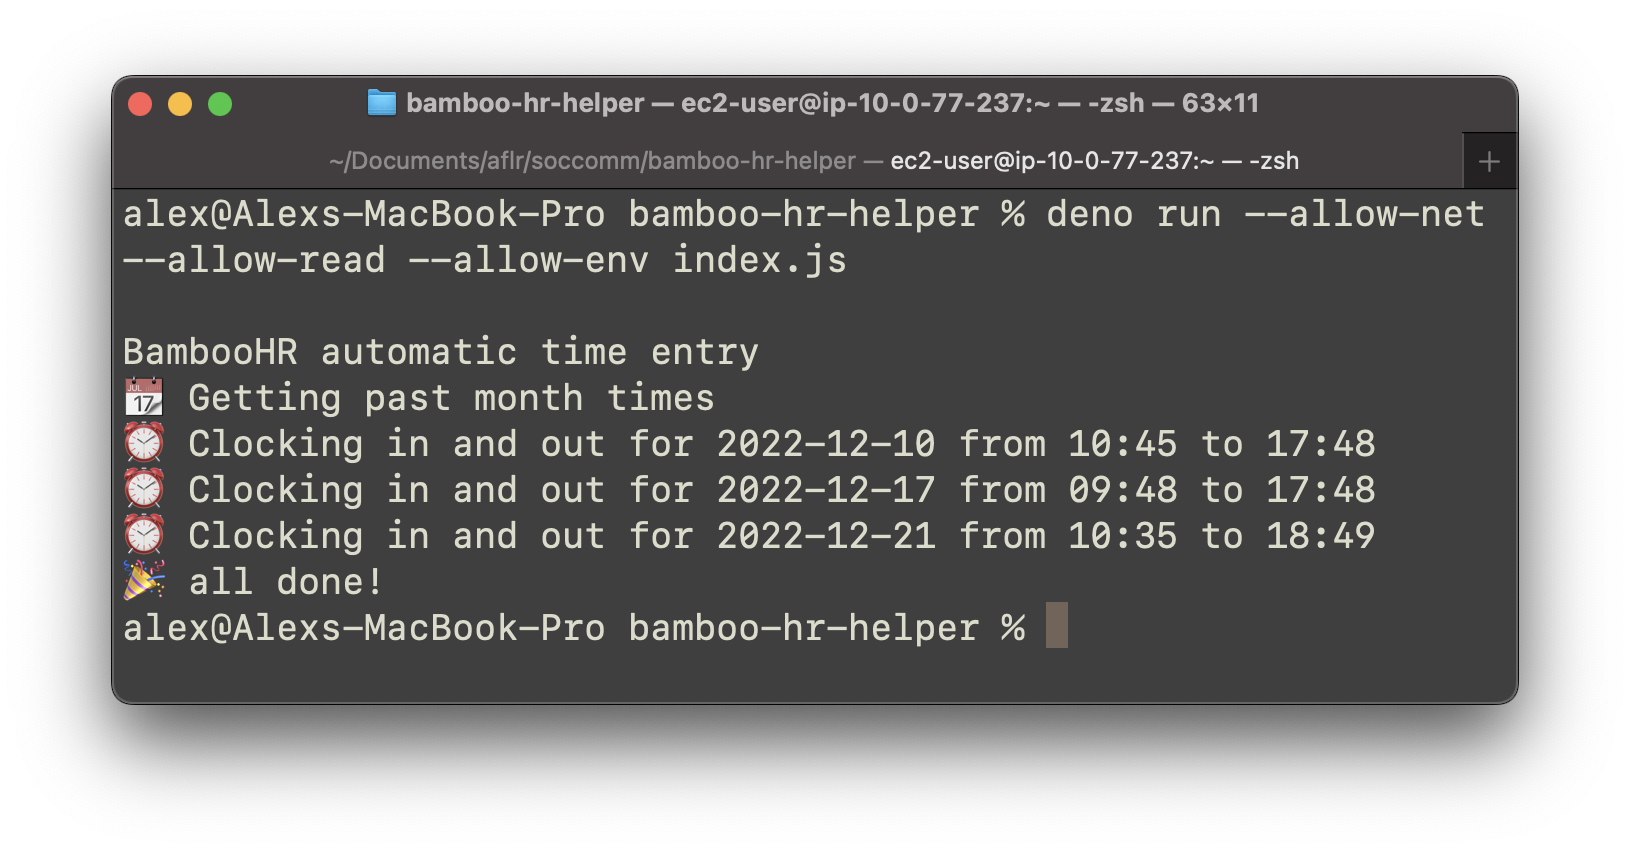 bamboo-hr-helper — ec2-user@ip-10-0-77-237:~ — -zsh — 63×11
~/Documents/aflr/soccomm/bamboo-hr-helper — ec2-user@ip-10-0-77-237:~ — -zsh
alex@Alexs-MacBook-Pro bamboo-hr-helper % deno run --allow-net
--allow-read --allow-env index.js
BambooHR automatic time entry
📆 Getting past month times
⏰ Clocking in and out for 2022-12-10 from 10:45 to 17:48
⏰ Clocking in and out for 2022-12-17 from 09:48 to 17:48
⏰ Clocking in and out for 2022-12-21 from 10:35 to 18:49
🎉 all done!
alex@Alexs-MacBook-Pro bamboo-hr-helper %